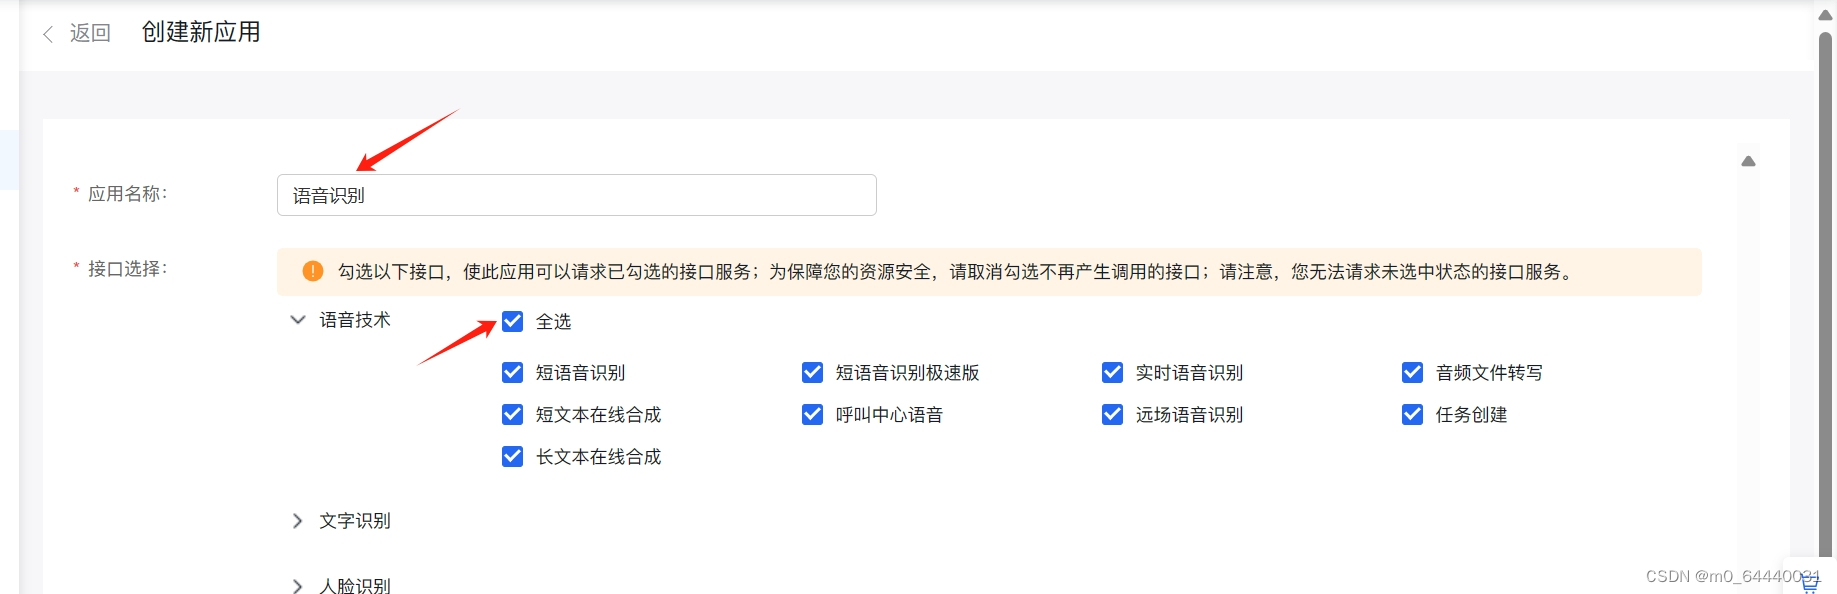 返回 创建新应用
* 应用名称：
语音识别
* 接口选择：
勾选以下接口，使此应用可以请求已勾选的接口服务；为保障您的资源安全，请取消勾选不再产生调用的接口；请注意，您无法请求未选中状态的接口服务。
语音技术 全选
短语音识别 短语音识别极速版 实时语音识别 音频文件转写
短文本在线合成 呼叫中心语音 远场语音识别 任务创建
长文本在线合成
文字识别
人脸识别
CSDN @m0_64440031